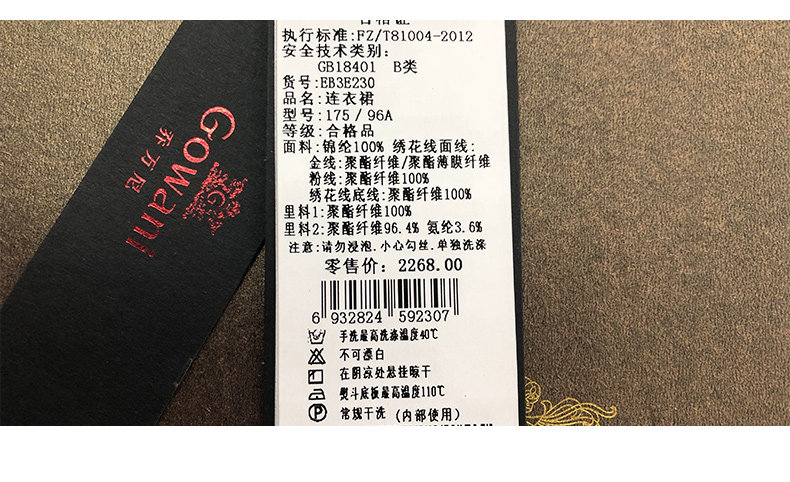 Gowani
乔万尼
合格证
执行标准:FZ/T81004-2012
安全技术类别:
GB18401 B类
货号:EB3E230
品名:连衣裙
型号:175/96A
等级:合格品
面料:锦纶100% 绣花线面线:
金线:聚酯纤维/聚酯薄膜纤维
粉线:聚酯纤维100%
绣花线底线:聚酯纤维100%
里料1:聚酯纤维100%
里料2:聚酯纤维96.4% 氨纶3.6%
注意:请勿浸泡.小心勾丝.单独洗涤
零售价: 2268.00
6 932824 592307
手洗最高洗涤温度40℃
不可漂白
在阴凉处悬挂晾干
熨斗底板最高温度110℃
常规干洗 (内部使用)